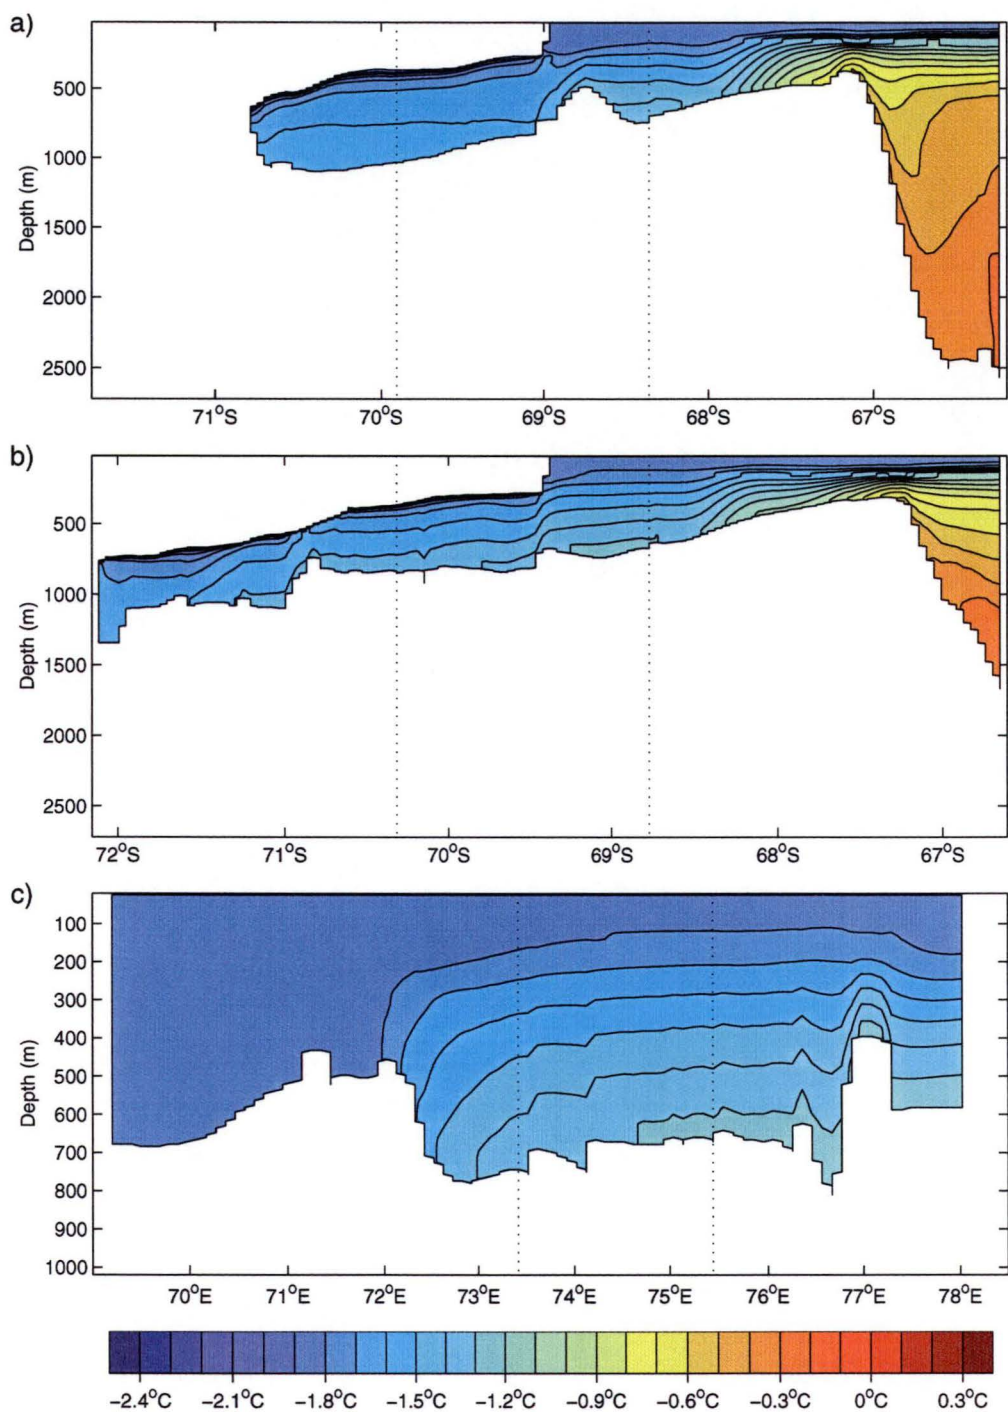 a)
500
1000
1500
2000
2500
Depth (m)
71°S
70°S
69°S
68°S
67°S
b)
500
1000
1500
2000
2500
Depth (m)
72°S
71°S
70°S
69°S
68°S
67°S
c)
100
200
300
400
500
600
700
800
900
1000
Depth (m)
70°E
71°E
72°E
73°E
74°E
75°E
76°E
77°E
78°E
−2.4°C
−2.1°C
−1.8°C
−1.5°C
−1.2°C
−0.9°C
−0.6°C
−0.3°C
0°C
0.3°C